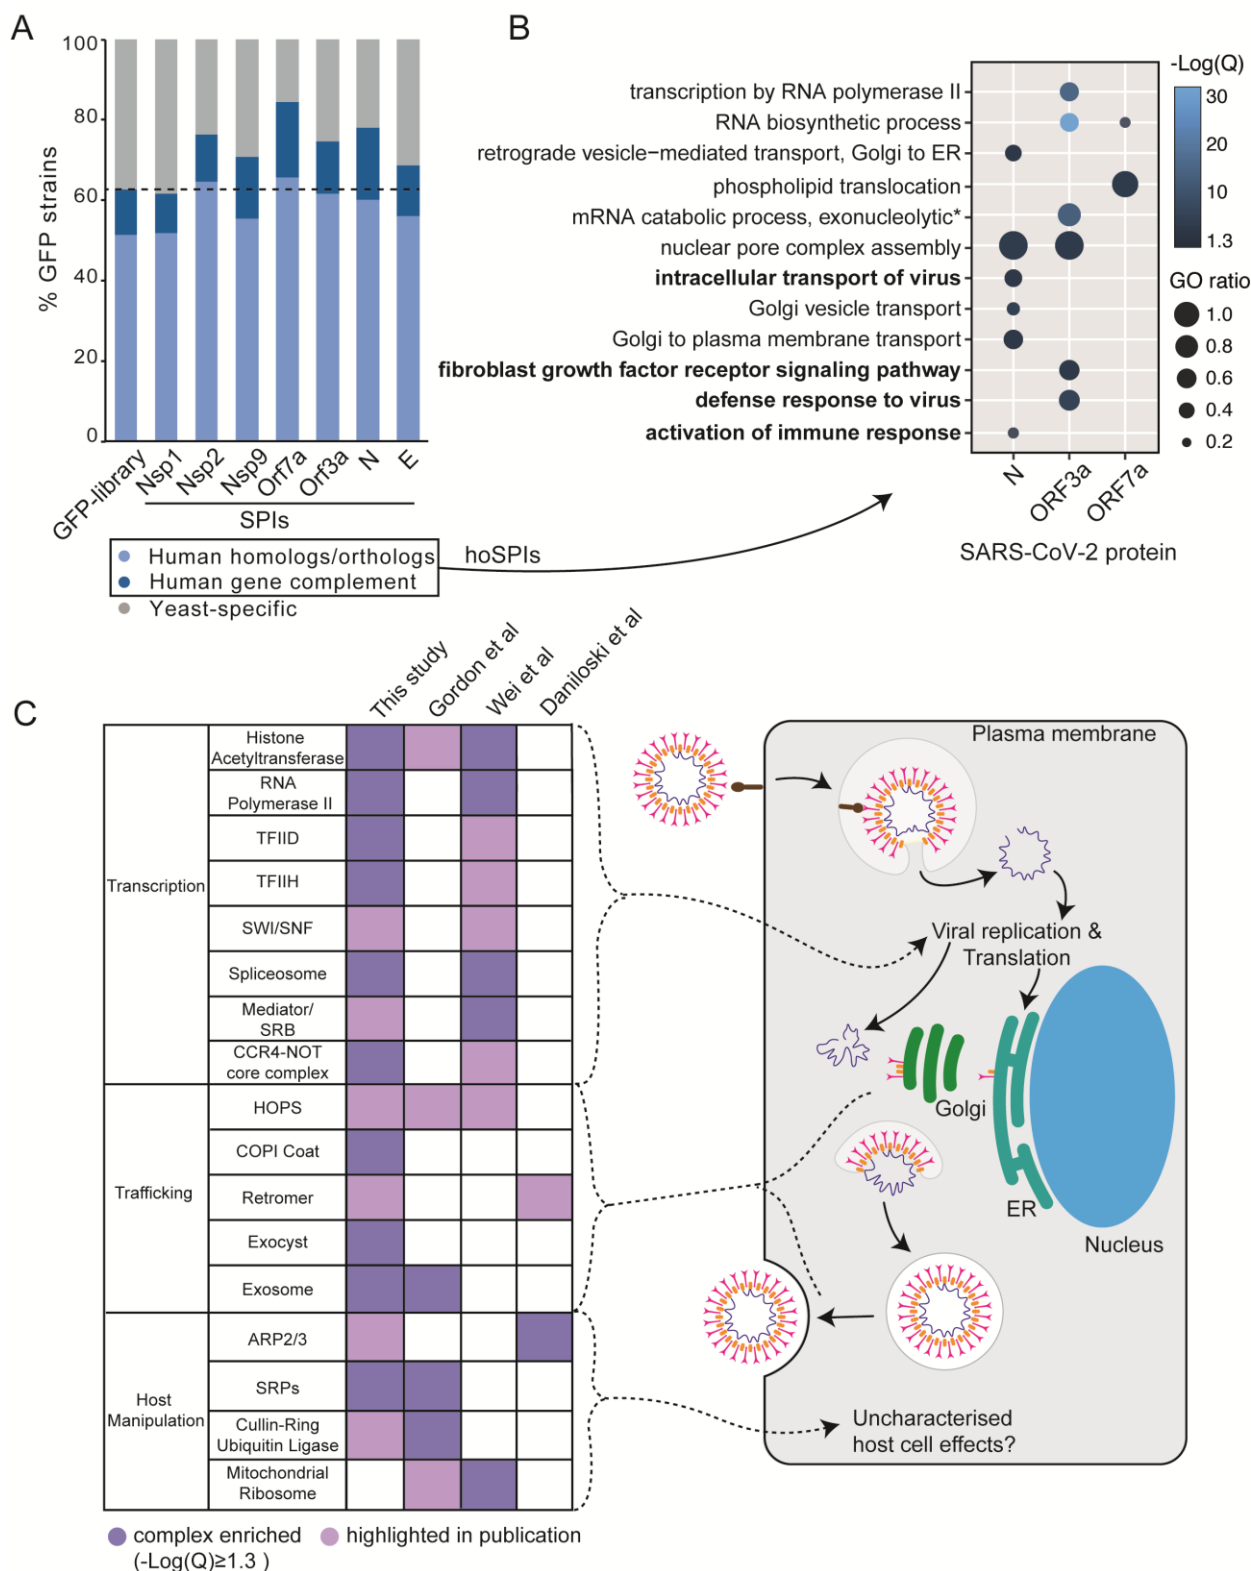 A
100
80
60
40
20
0
% GFP strains
GFP-library
Nsp1
Nsp2
Nsp9
Orf7a
Orf3a
N
E
SPIs
Human homologs/orthologs
Human gene complement
Yeast-specific
hoSPIs
B
transcription by RNA polymerase II
RNA biosynthetic process
retrograde vesicle−mediated transport, Golgi to ER
phospholipid translocation
mRNA catabolic process, exonucleolytic*
nuclear pore complex assembly
intracellular transport of virus
Golgi vesicle transport
Golgi to plasma membrane transport
fibroblast growth factor receptor signaling pathway
defense response to virus
activation of immune response
N
ORF3a
ORF7a
SARS-CoV-2 protein
-Log(Q)
30
20
10
1.3
GO ratio
1.0
0.8
0.6
0.4
0.2
C
This study
Gordon et al
Wei et al
Daniloski et al
Transcription
Histone
Acetyltransferase
RNA
Polymerase II
TFIID
TFIIH
SWI/SNF
Spliceosome
Mediator/
SRB
CCR4-NOT
core complex
Trafficking
HOPS
COPI Coat
Retromer
Exocyst
Exosome
Host
Manipulation
ARP2/3
SRPs
Cullin-Ring
Ubiquitin Ligase
Mitochondrial
Ribosome
complex enriched
(-Log(Q)≥1.3 )
highlighted in publication
Plasma membrane
Viral replication &
Translation
Golgi
ER
Nucleus
Uncharacterised
host cell effects?